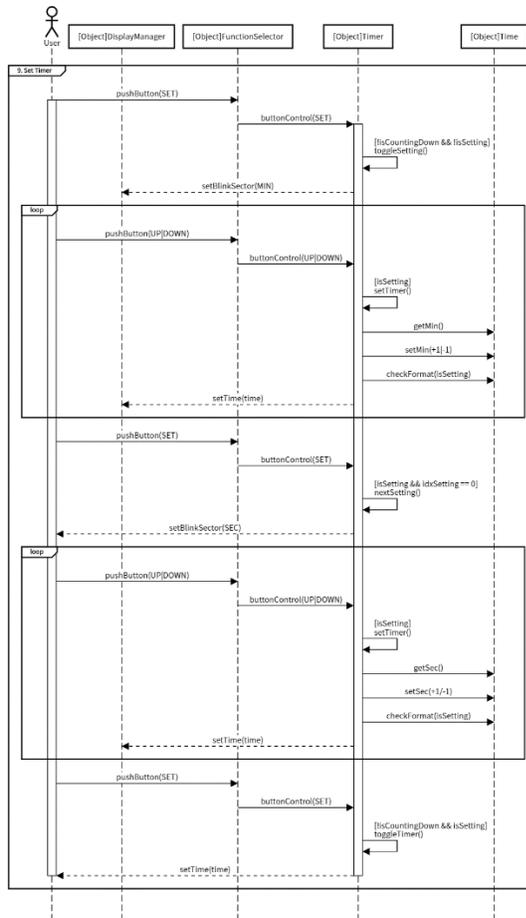 User
[Object]DisplayManager
[Object]FunctionSelector
[Object]Timer
[Object]Time
9. Set Timer
pushButton(SET)
buttonControl(SET)
[!isCountingDown && !isSetting]
toggleSetting()
setBlinkSector(MIN)
loop
pushButton(UP|DOWN)
buttonControl(UP|DOWN)
[isSetting]
setTimer()
getMin()
setMin(+1|-1)
checkFormat(isSetting)
setTime(time)
pushButton(SET)
buttonControl(SET)
[isSetting && idxSetting == 0]
nextSetting()
setBlinkSector(SEC)
loop
pushButton(UP|DOWN)
buttonControl(UP|DOWN)
[isSetting]
setTimer()
getSec()
setSec(+1/-1)
checkFormat(isSetting)
setTime(time)
pushButton(SET)
buttonControl(SET)
[!isCountingDown && isSetting]
toggleTimer()
setTime(time)